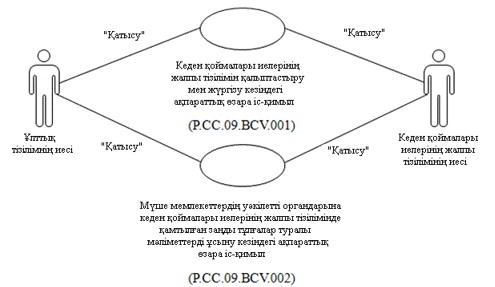 "Қатысу"
"Қатысу"
Кеден қоймалары иелерінің
жалпы тізілімін қалыптастыру
мен жүргізу кезіндегі
ақпараттық өзара іс-қимыл
(P.CC.09.BCV.001)
Ұлттық
тізілімнің иесі
Кеден қоймалары
иелерінің жалпы
тізілімінің иесі
"Қатысу"
"Қатысу"
Мүше мемлекеттердің уәкілетті органдарына
кеден қоймалары иелерінің жалпы тізілімінде
қамтылған заңды тұлғалар туралы
мәліметтерді ұсыну кезіндегі ақпараттық
өзара іс-қимыл
(P.CC.09.BCV.002)